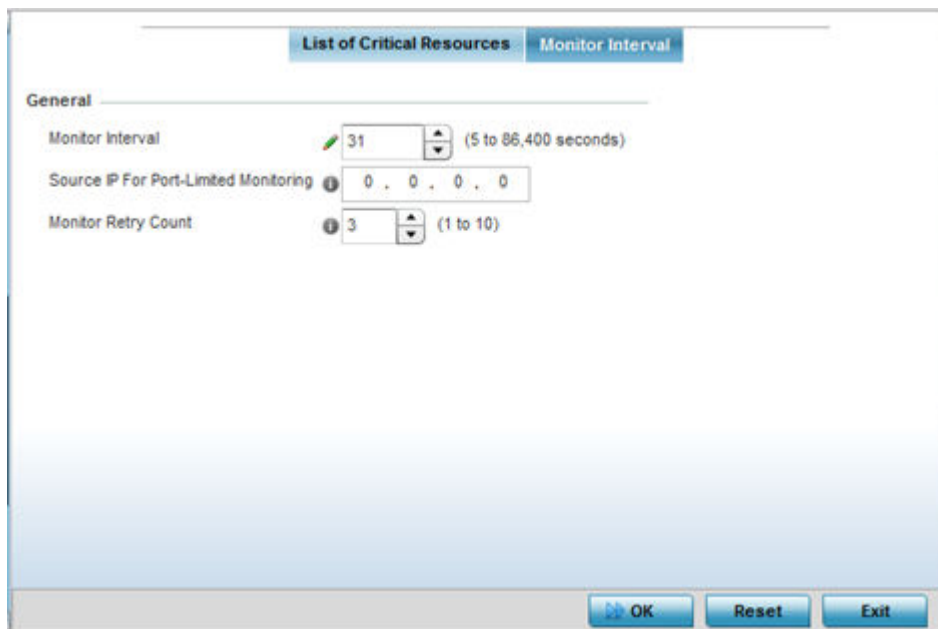 List of Critical Resources Monitor Interval
General
Monitor Interval 31 (5 to 86,400 seconds)
Source IP For Port-Limited Monitoring 0 . 0 . 0 . 0
Monitor Retry Count 3 (1 to 10)
OK Reset Exit